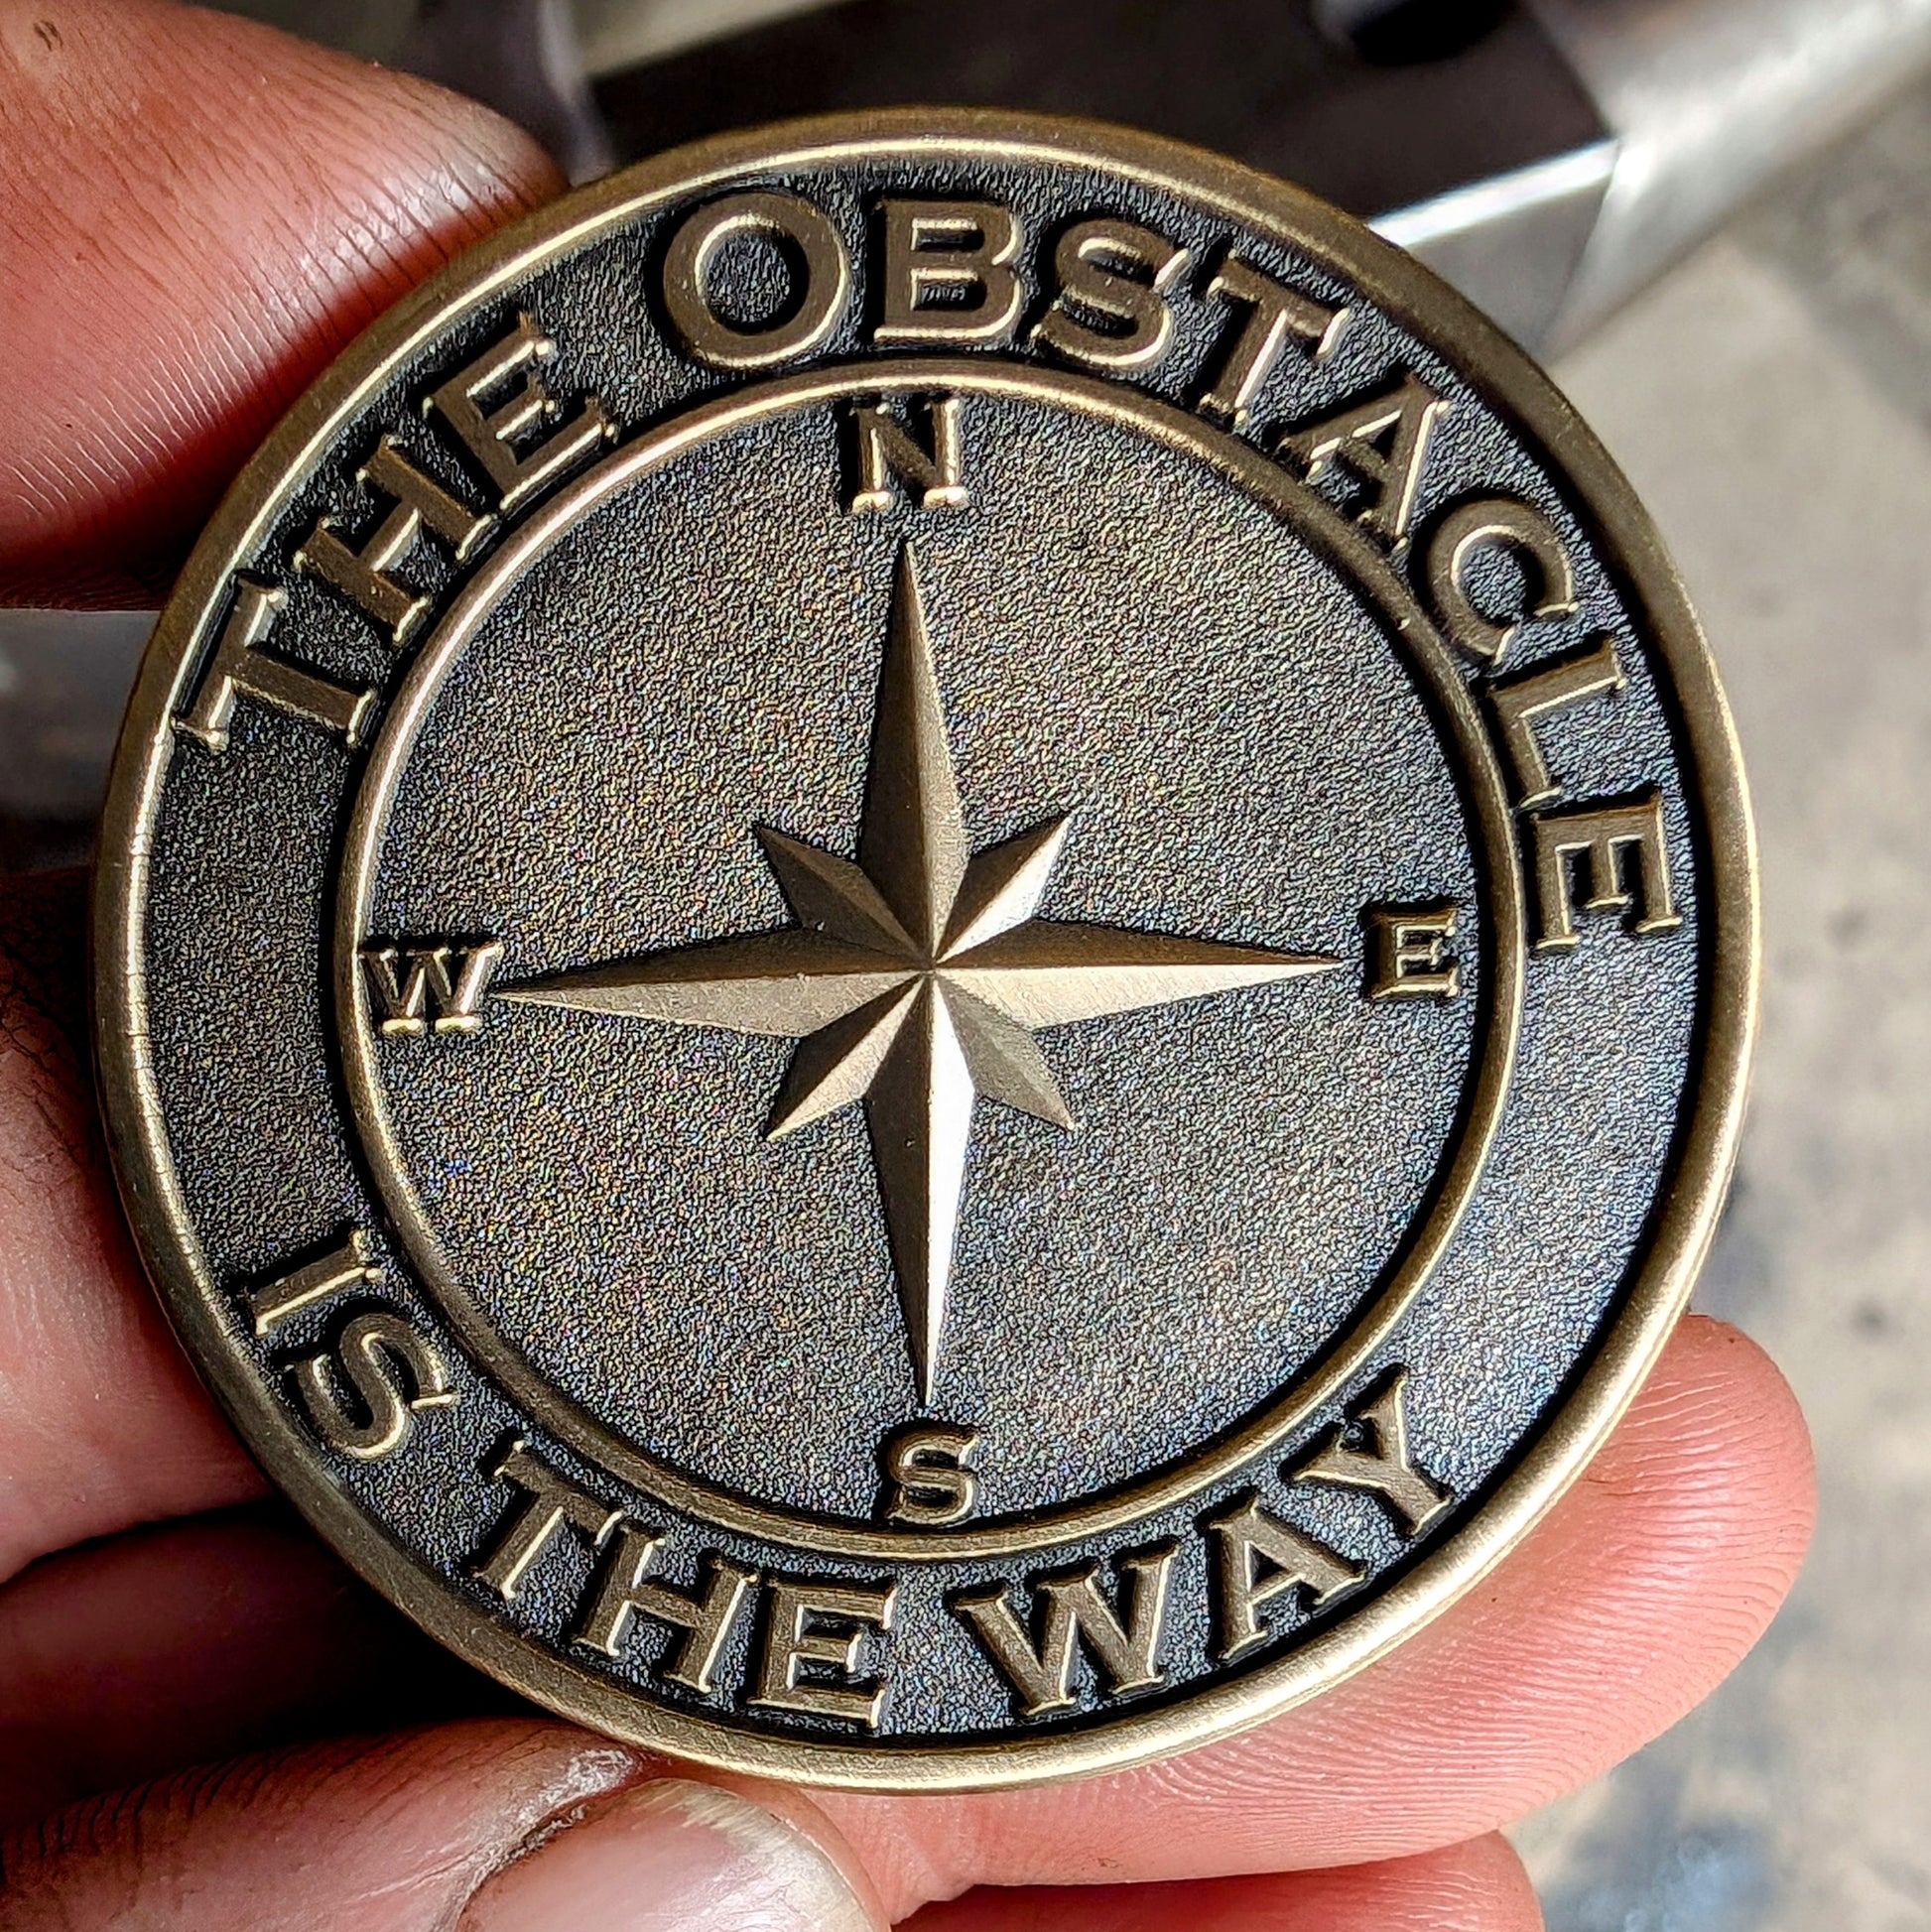 THE OBSTACLE
N
W
E
S
IS THE WAY